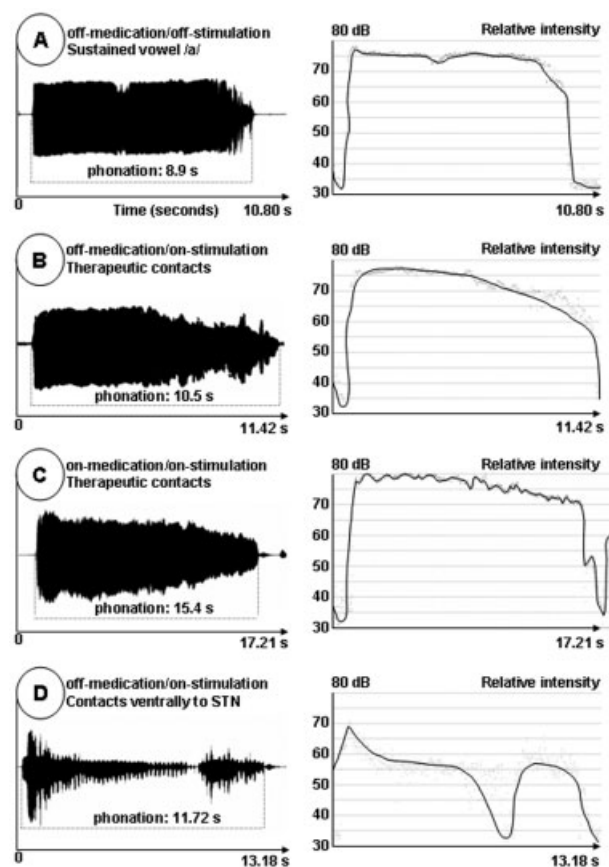 A
off-medication/off-stimulation
Sustained vowel /a/
phonation: 8.9 s
0
Time (seconds)
10.80 s
80 dB
Relative intensity
70
60
50
40
30
10.80 s
B
off-medication/on-stimulation
Therapeutic contacts
phonation: 10.5 s
0
11.42 s
80 dB
Relative intensity
70
60
50
40
30
11.42 s
C
on-medication/on-stimulation
Therapeutic contacts
phonation: 15.4 s
0
17.21 s
80 dB
Relative intensity
70
60
50
40
30
17.21 s
D
off-medication/on-stimulation
Contacts ventrally to STN
phonation: 11.72 s
0
13.18 s
80 dB
Relative intensity
70
60
50
40
30
13.18 s